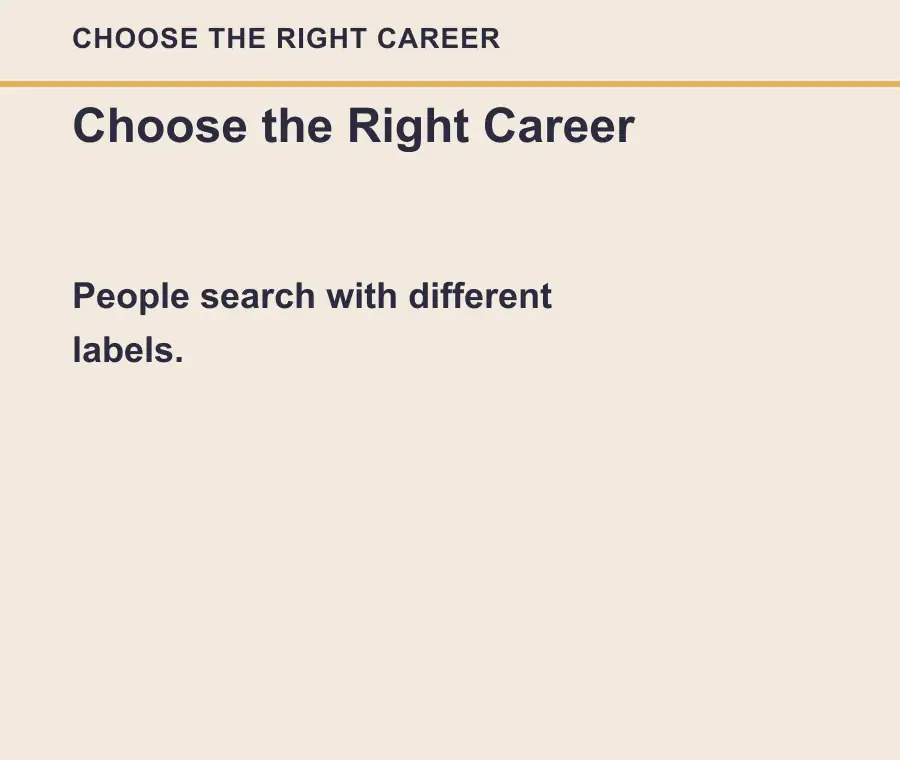 CHOOSE THE RIGHT CAREER
Choose the Right Career
People search with different
labels.